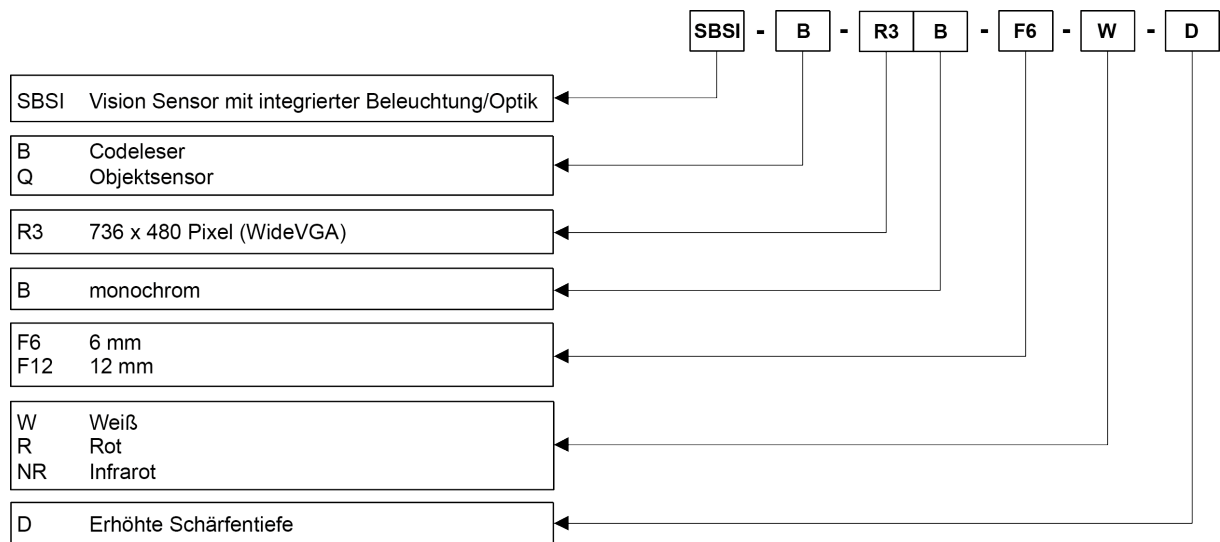 SBSI - B - R3 B - F6 - W - D
SBSI Vision Sensor mit integrierter Beleuchtung/Optik
B Codeleser
Q Objektsensor
R3 736 x 480 Pixel (WideVGA)
B monochrom
F6 6 mm
F12 12 mm
W Weiß
R Rot
NR Infrarot
D Erhöhte Schärfentiefe